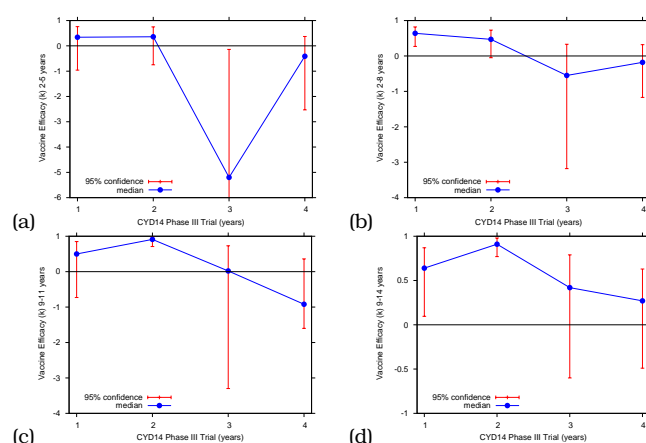 1
0
-1
-2
-3
-4
-5
-6
Vaccine Efficacy (k) 2-5 years
95% confidence
median
1 2 3 4
CYD14 Phase III Trial (years)
(a)
1
0
-1
-2
-3
-4
Vaccine Efficacy (k) 2-8 years
95% confidence
median
1 2 3 4
CYD14 Phase III Trial (years)
(b)
1
0
-1
-2
-3
-4
Vaccine Efficacy (k) 9-11 years
95% confidence
median
1 2 3 4
CYD14 Phase III Trial (years)
(c)
1
0.5
0
-0.5
-1
Vaccine Efficacy (k) 9-14 years
95% confidence
median
1 2 3 4
CYD14 Phase III Trial (years)
(d)